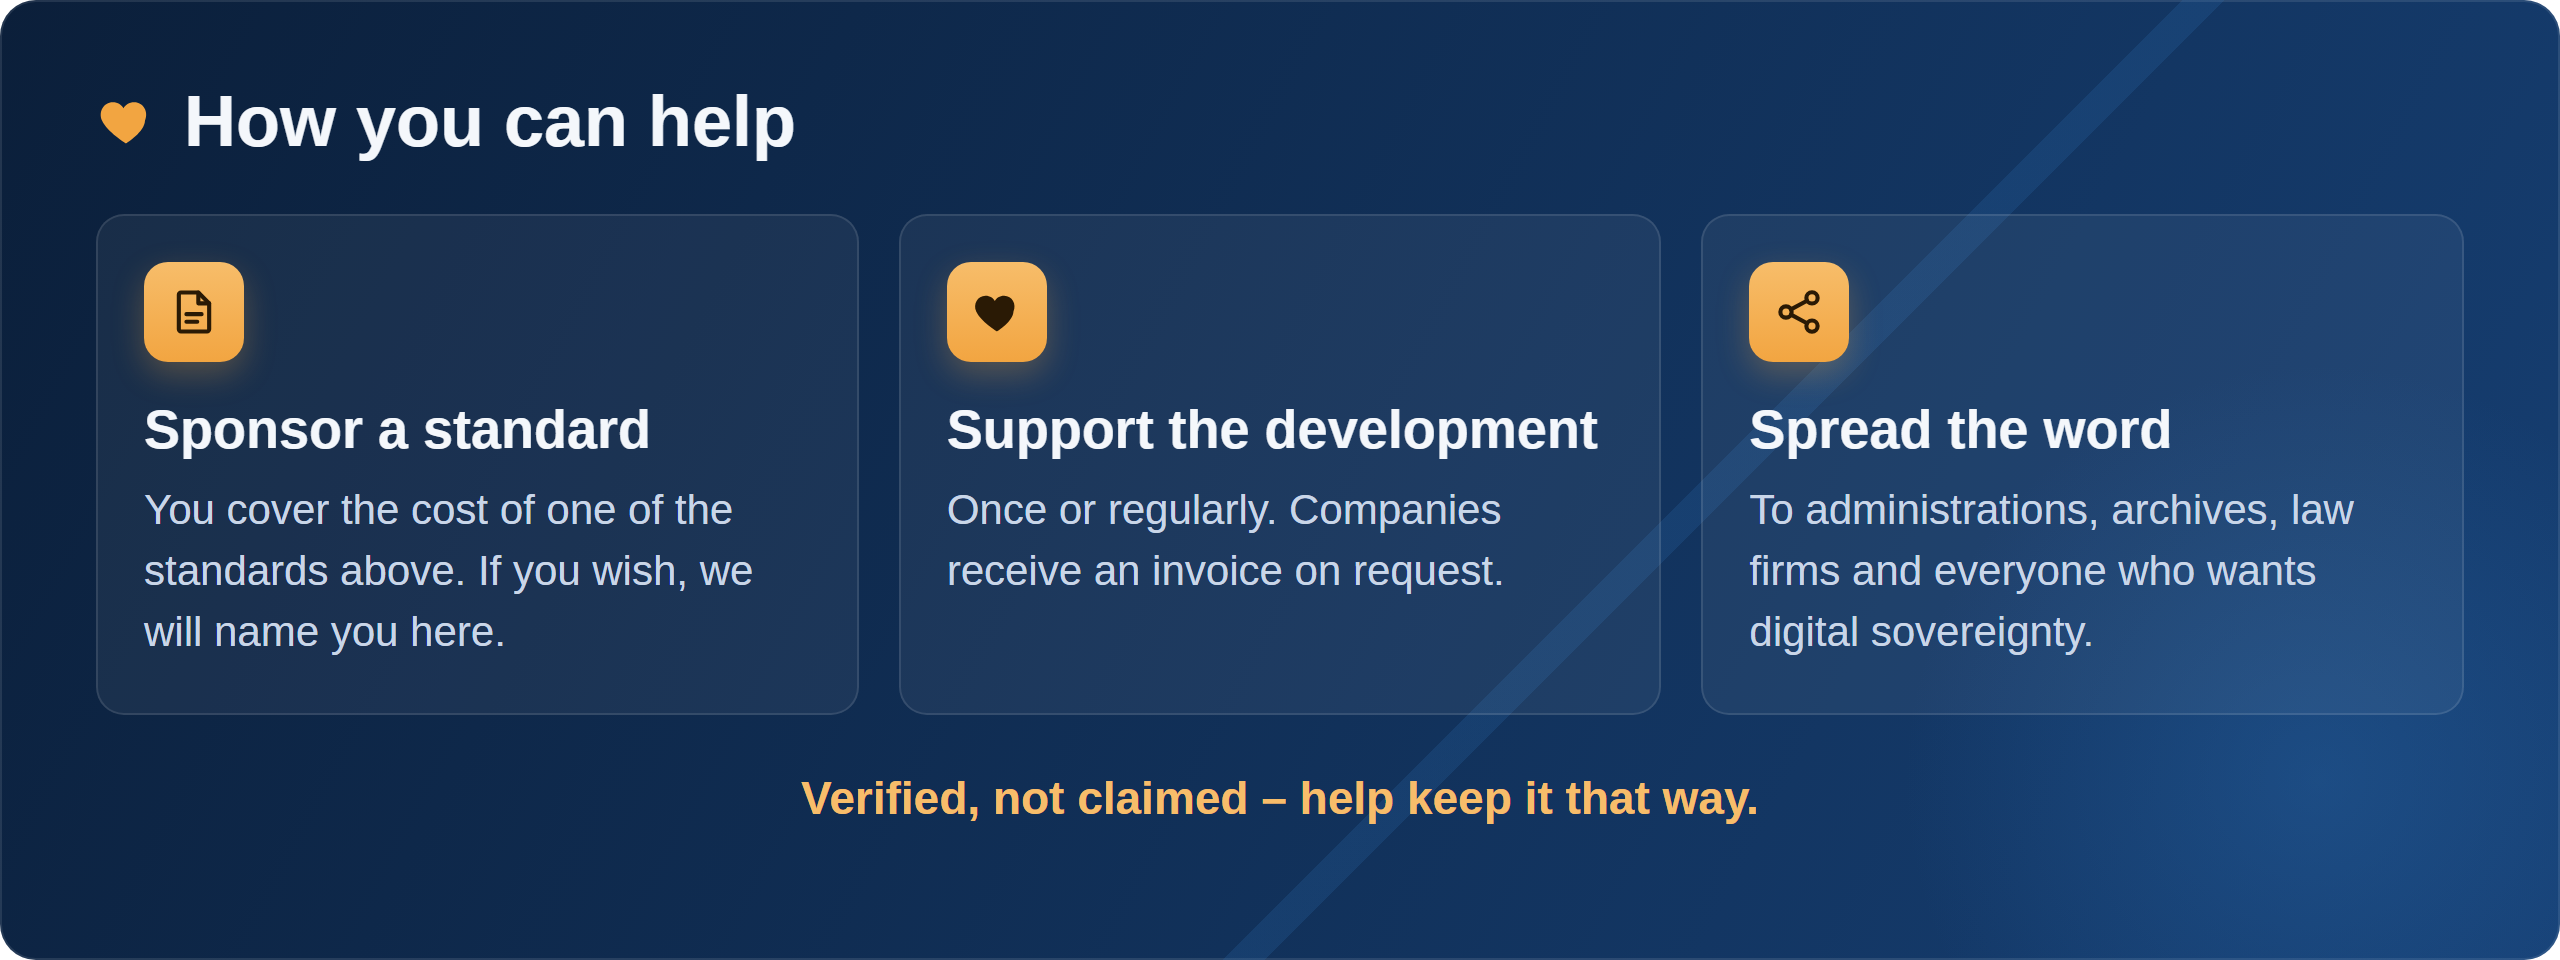 How you can help
Sponsor a standard
You cover the cost of one of the
standards above. If you wish, we
will name you here.
Support the development
Once or regularly. Companies
receive an invoice on request.
Spread the word
To administrations, archives, law
firms and everyone who wants
digital sovereignty.
Verified, not claimed – help keep it that way.